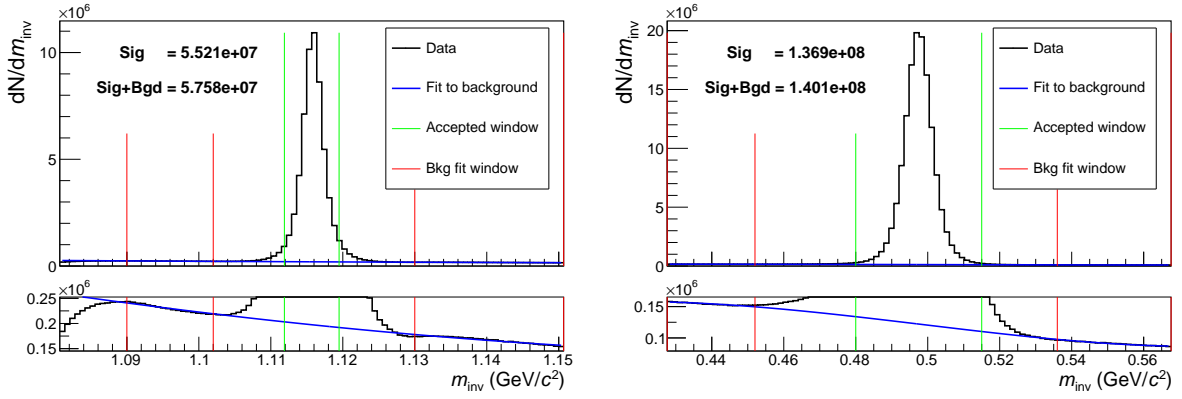 ×10⁶
dN/dm_inv
10
5
0
Sig = 5.521e+07
Sig+Bgd = 5.758e+07
Data
Fit to background
Accepted window
Bkg fit window
×10⁶
0.25
0.2
0.15
1.09 1.1 1.11 1.12 1.13 1.14 1.15
m_inv (GeV/c²)
×10⁶
dN/dm_inv
20
15
10
5
0
Sig = 1.369e+08
Sig+Bgd = 1.401e+08
Data
Fit to background
Accepted window
Bkg fit window
×10⁶
0.15
0.1
0.44 0.46 0.48 0.5 0.52 0.54 0.56
m_inv (GeV/c²)